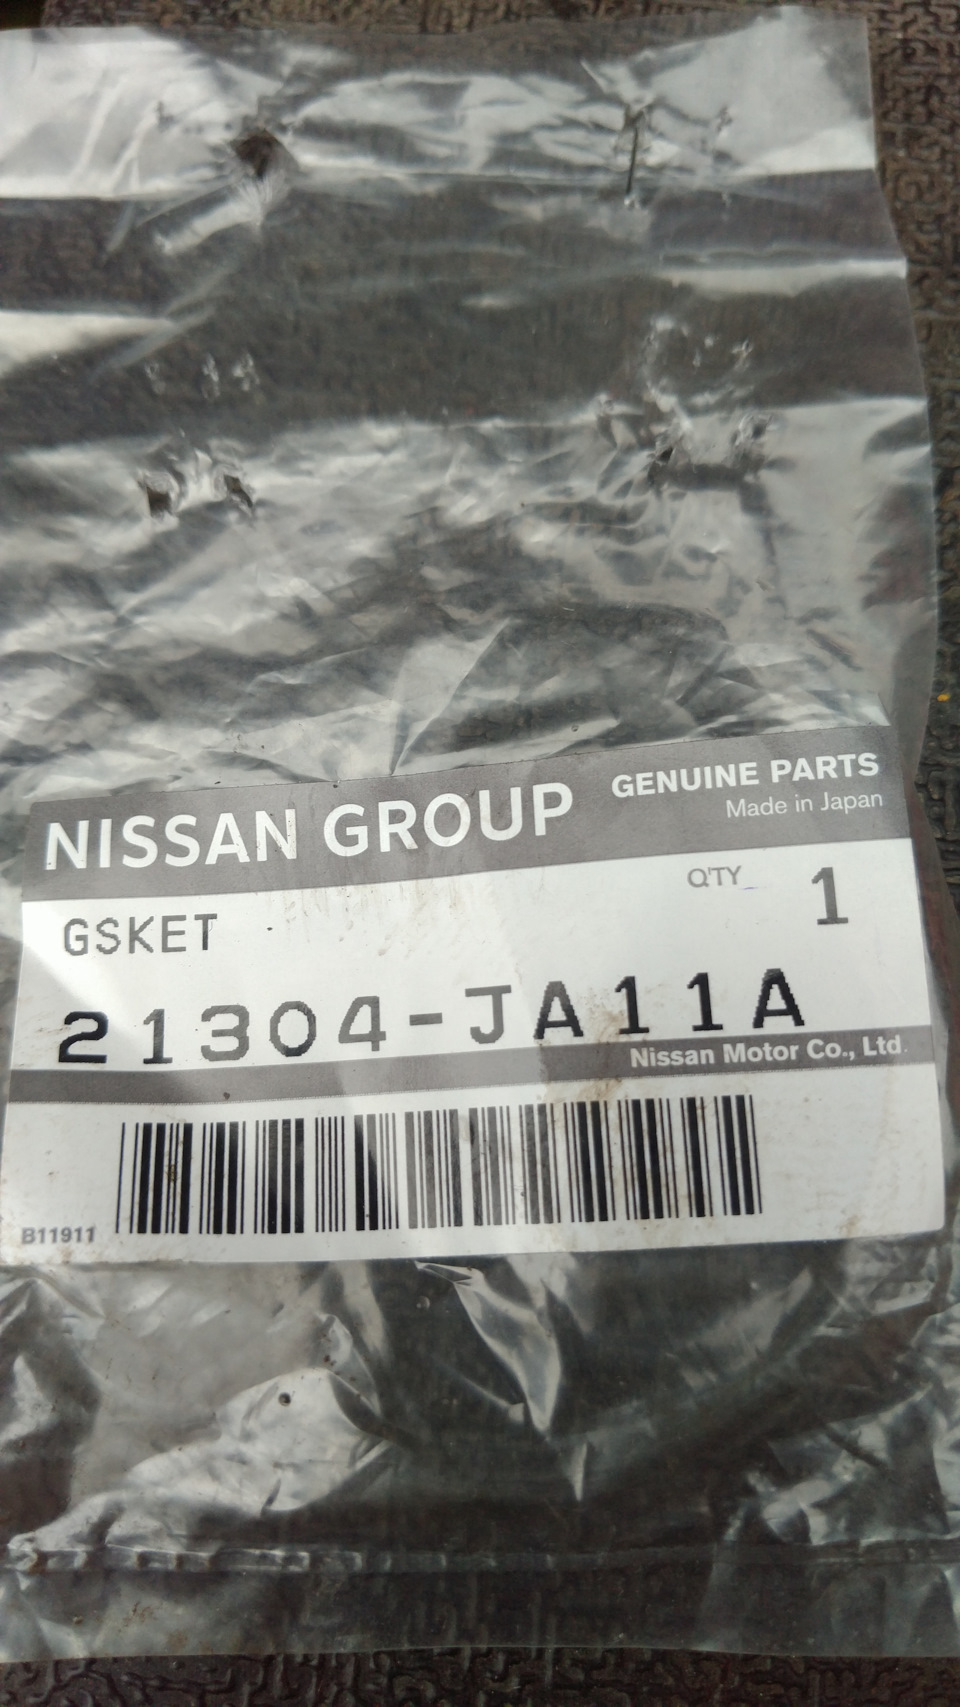 NISSAN GROUP
GENUINE PARTS
Made in Japan
Q'TY 1
GSKET
21304-JA11A
Nissan Motor Co., Ltd.
B11911